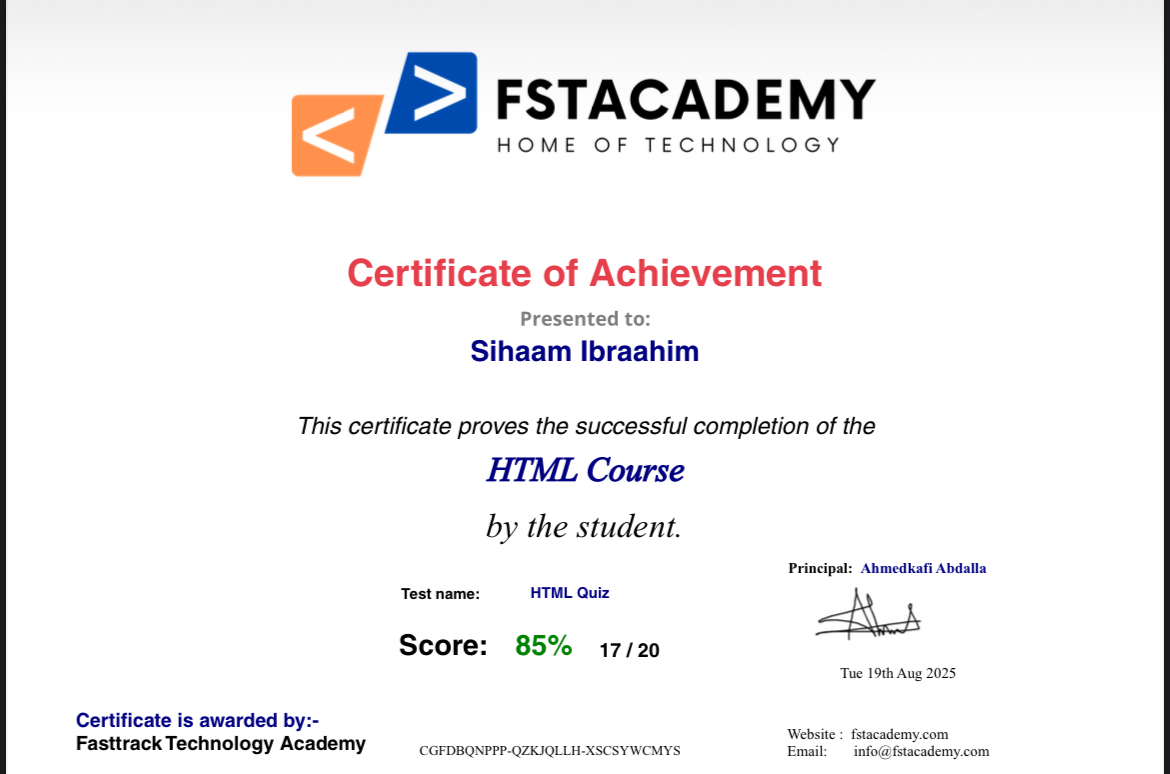 < >
FSTACADEMY
HOME OF TECHNOLOGY
Certificate of Achievement
Presented to:
Sihaam Ibraahim
This certificate proves the successful completion of the
HTML Course
by the student.
Principal: Ahmedkafi Abdalla
Test name: HTML Quiz
Score: 85% 17 / 20
Tue 19th Aug 2025
Certificate is awarded by:-
Fasttrack Technology Academy
CGFDBQNPPP-QZKJQLLH-XSCSYWCMYS
Website : fstacademy.com
Email: info@fstacademy.com